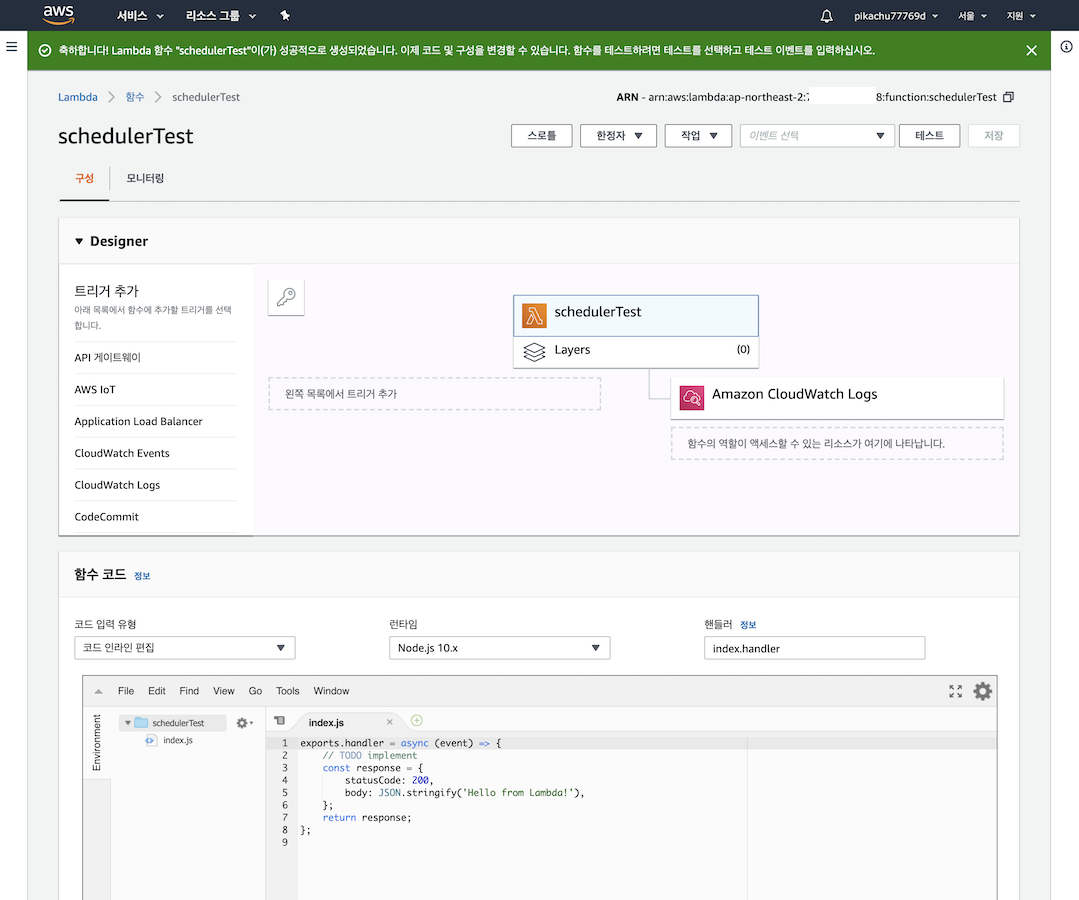 aws 서비스 리소스 그룹 pikachu77769d 서울 지원
축하합니다! Lambda 함수 "schedulerTest"이(가) 성공적으로 생성되었습니다. 이제 코드 및 구성을 변경할 수 있습니다. 함수를 테스트하려면 테스트를 선택하고 테스트 이벤트를 입력하십시오.
Lambda 함수 schedulerTest
ARN - arn:aws:lambda:ap-northeast-2: 8:function:schedulerTest
schedulerTest
스로틀 한정자 작업 이벤트 선택 테스트 저장
구성 모니터링
Designer
트리거 추가
아래 목록에서 함수에 추가할 트리거를 선택
합니다.
API 게이트웨이
AWS IoT
Application Load Balancer
CloudWatch Events
CloudWatch Logs
CodeCommit
schedulerTest
Layers (0)
왼쪽 목록에서 트리거 추가
Amazon CloudWatch Logs
함수의 역할이 액세스할 수 있는 리소스가 여기에 나타납니다.
함수 코드 정보
코드 입력 유형
코드 인라인 편집
런타임
Node.js 10.x
핸들러 정보
index.handler
File Edit Find View Go Tools Window
Environment
schedulerTest
index.js
index.js
1 exports.handler = async (event) => {
2 // TODO implement
3 const response = {
4 statusCode: 200,
5 body: JSON.stringify('Hello from Lambda!'),
6 };
7 return response;
8 };
9